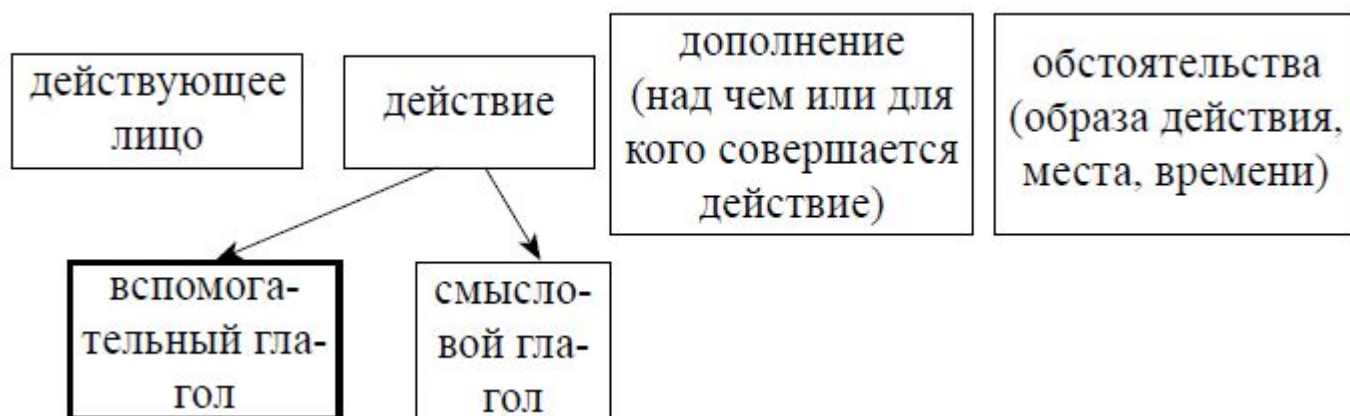 действующее
лицо
действие
дополнение
(над чем или для
кого совершается
действие)
обстоятельства
(образа действия,
места, времени)
вспомога-
тельный гла-
гол
смысло-
вой гла-
гол